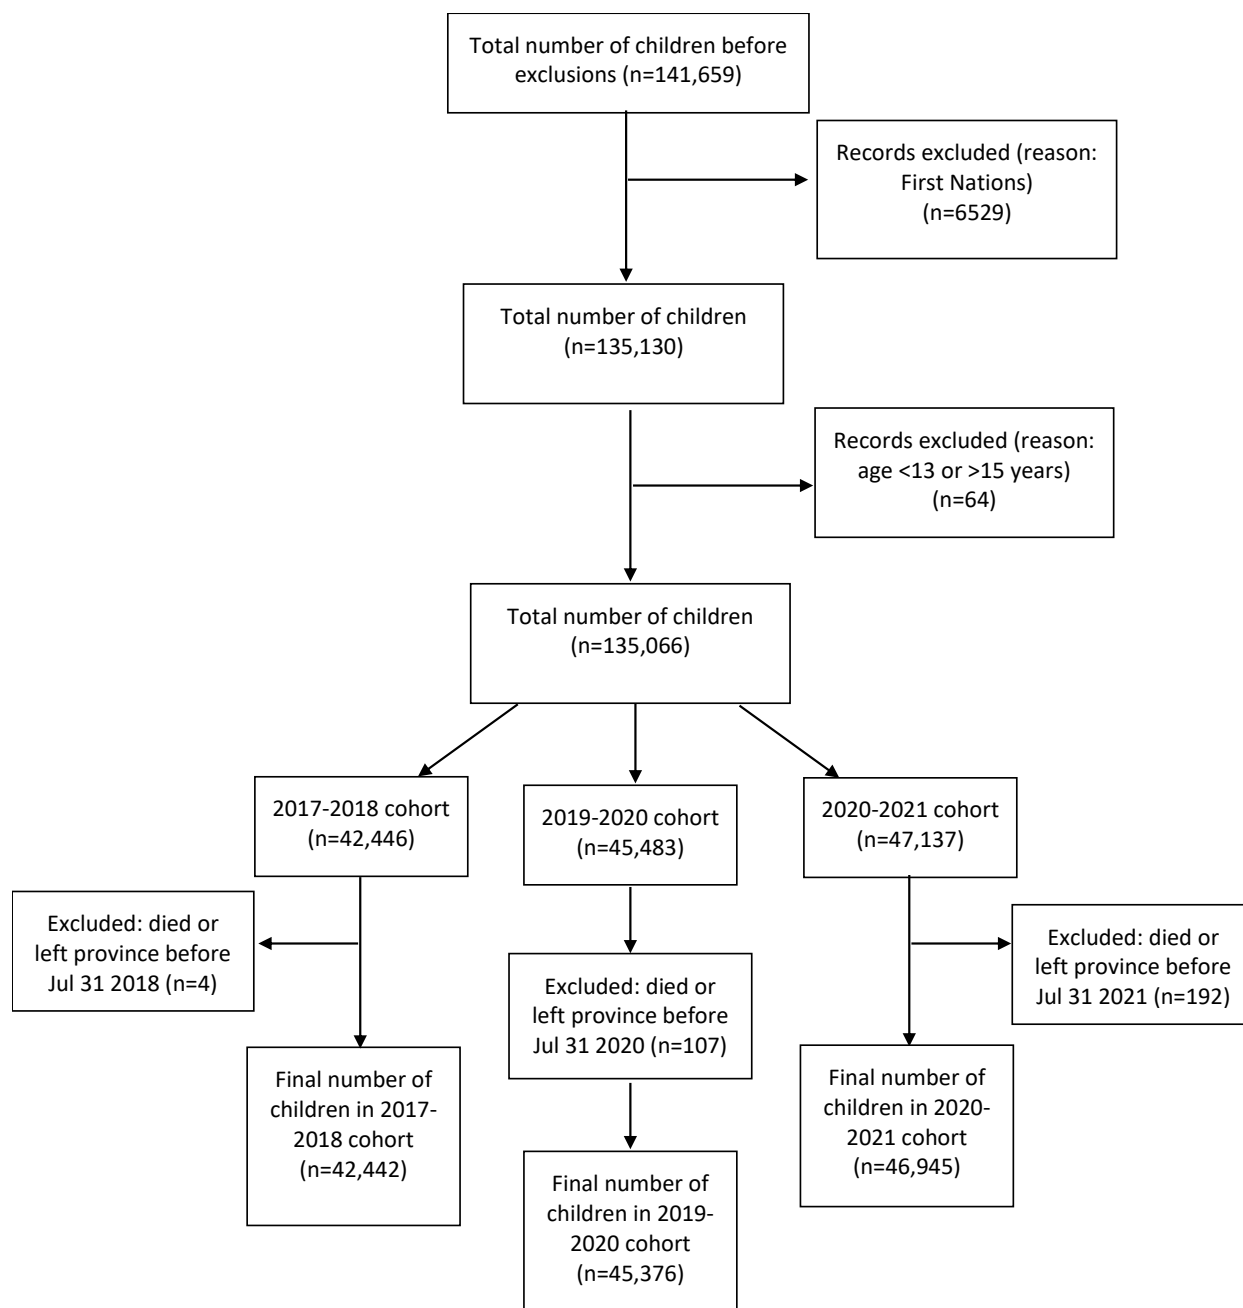 Total number of children before
exclusions (n=141,659)
Records excluded (reason:
First Nations)
(n=6529)
Total number of children
(n=135,130)
Records excluded (reason:
age <13 or >15 years)
(n=64)
Total number of children
(n=135,066)
2017-2018 cohort
(n=42,446)
2019-2020 cohort
(n=45,483)
2020-2021 cohort
(n=47,137)
Excluded: died or
left province before
Jul 31 2018 (n=4)
Excluded: died or
left province before
Jul 31 2020 (n=107)
Excluded: died or
left province before
Jul 31 2021 (n=192)
Final number of
children in 2017-
2018 cohort
(n=42,442)
Final number of
children in 2019-
2020 cohort
(n=45,376)
Final number of
children in 2020-
2021 cohort
(n=46,945)